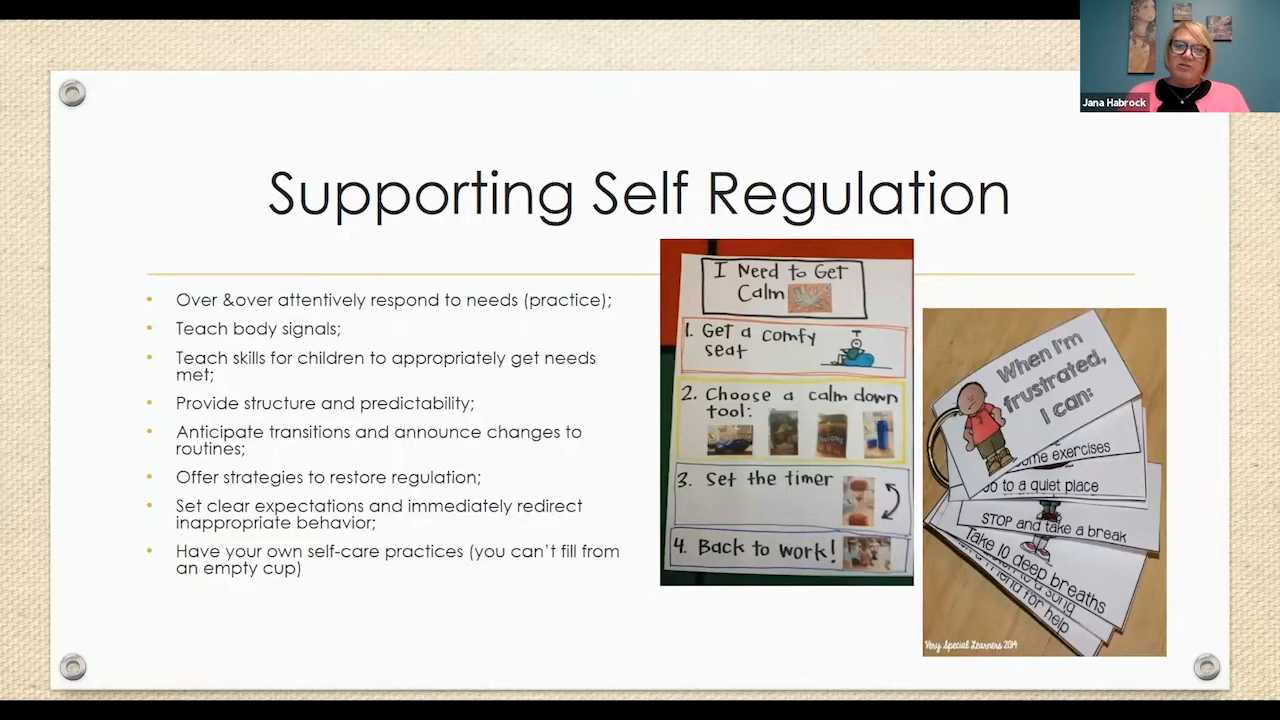 Jana Habrock
Supporting Self Regulation
• Over &over attentively respond to needs (practice);
• Teach body signals;
• Teach skills for children to appropriately get needs
met;
• Provide structure and predictability;
• Anticipate transitions and announce changes to
routines;
• Offer strategies to restore regulation;
• Set clear expectations and immediately redirect
inappropriate behavior;
• Have your own self-care practices (you can't fill from
an empty cup)
I Need to Get
Calm
1. Get a comfy
seat
2. Choose a calm down
tool:
3. Set the timer
4. Back to work!
When I'm
frustrated,
I can:
exercises
to a quiet place
STOP and take a break
Take 10 deep breaths
to a song
friend for help
Very Special Learners 2014